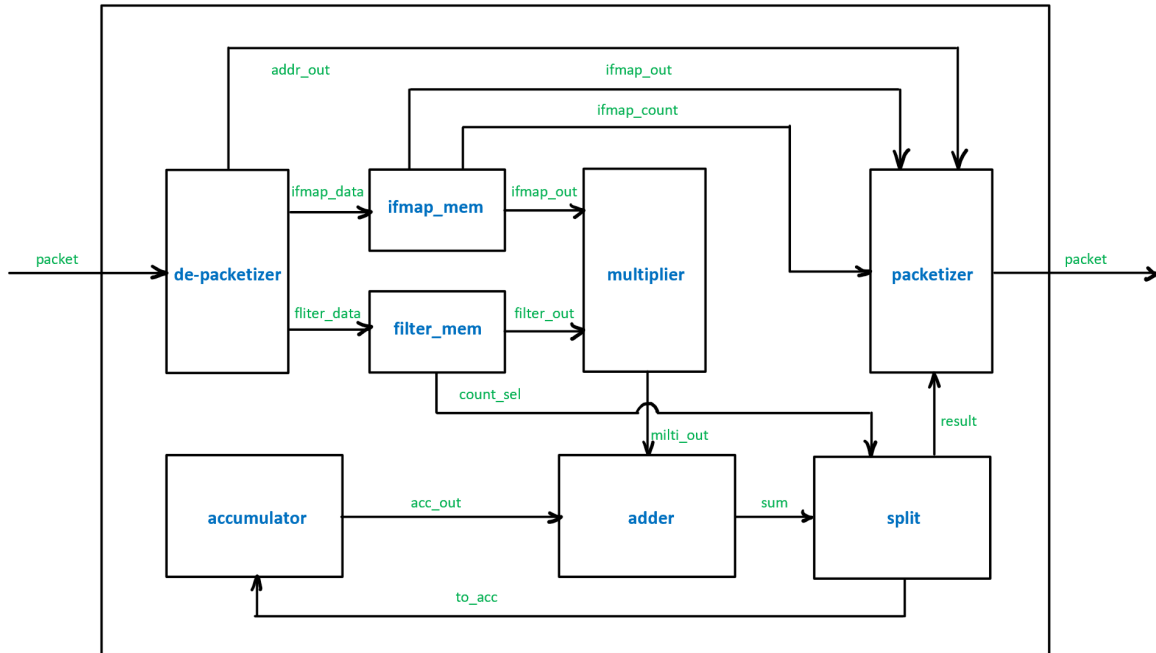 addr_out
ifmap_out
ifmap_count
ifmap_data
ifmap_mem
ifmap_out
packet
de-packetizer
multiplier
packetizer
packet
fliter_data
filter_mem
filter_out
count_sel
milti_out
result
accumulator
acc_out
adder
sum
split
to_acc